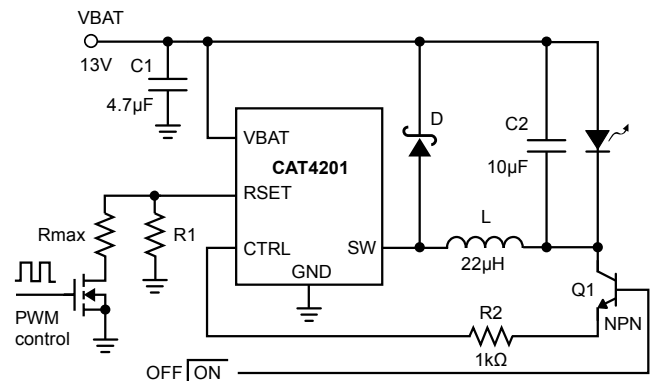 VBAT
13V
C1
4.7µF
D
C2
10µF
VBAT
CAT4201
RSET
CTRL
SW
GND
L
22µH
Rmax
R1
PWM
control
Q1
NPN
R2
1kΩ
OFF ON